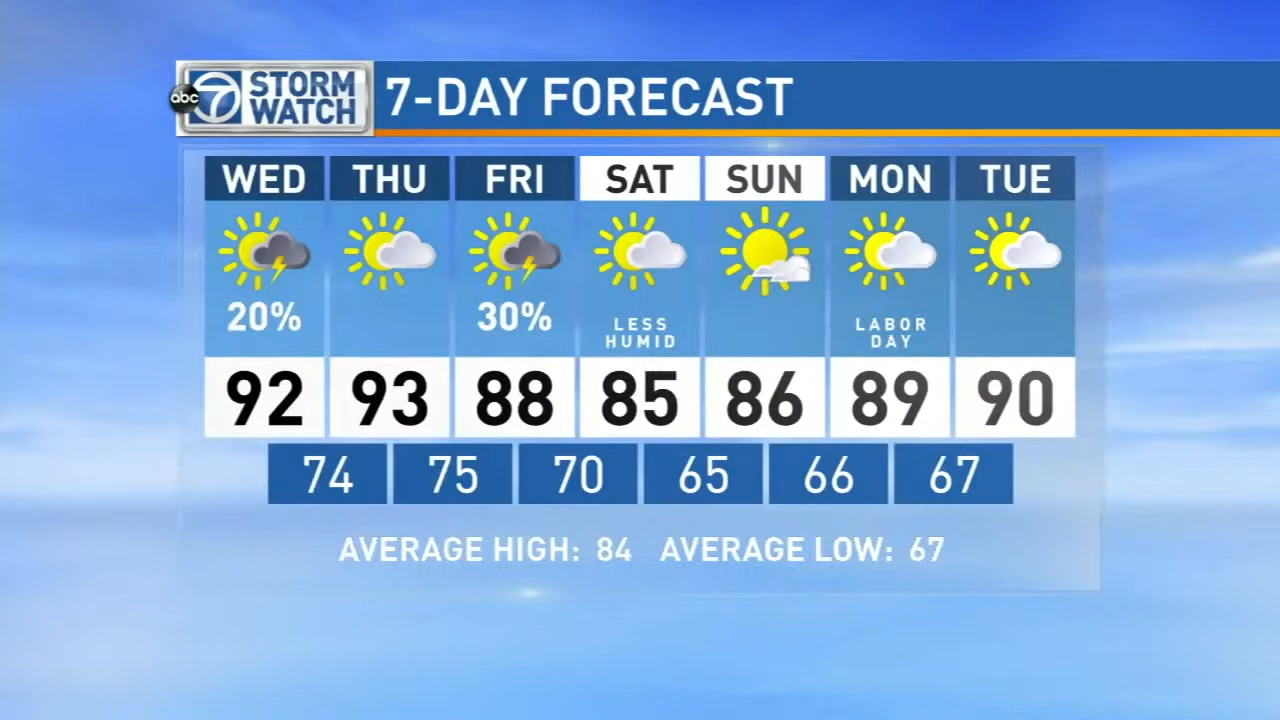 abc 7 STORM WATCH
7-DAY FORECAST
WED THU FRI SAT SUN MON TUE
20% 30%
LESS HUMID
LABOR DAY
92 93 88 85 86 89 90
74 75 70 65 66 67
AVERAGE HIGH: 84 AVERAGE LOW: 67